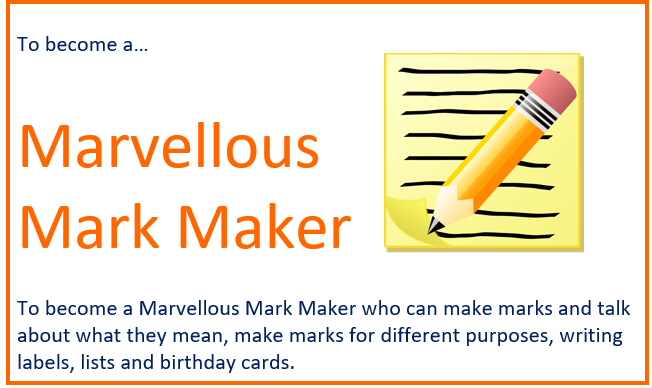 To become a…
Marvellous
Mark Maker
To become a Marvellous Mark Maker who can make marks and talk
about what they mean, make marks for different purposes, writing
labels, lists and birthday cards.